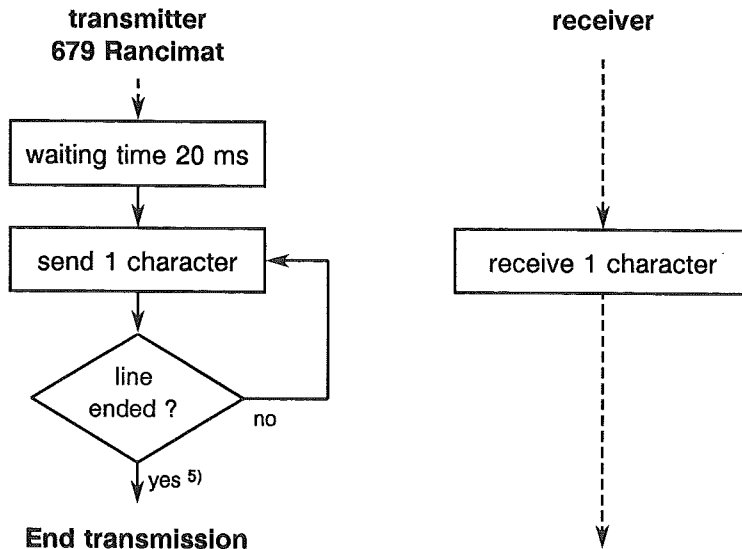 transmitter
679 Rancimat
waiting time 20 ms
send 1 character
line
ended ?
no
yes 5)
End transmission
receiver
receive 1 character